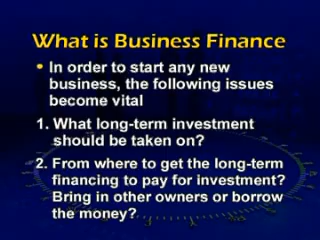 What is Business Finance
• In order to start any new
business, the following issues
become vital
1. What long-term investment
should be taken on?
2. From where to get the long-term
financing to pay for investment?
Bring in other owners or borrow
the money?